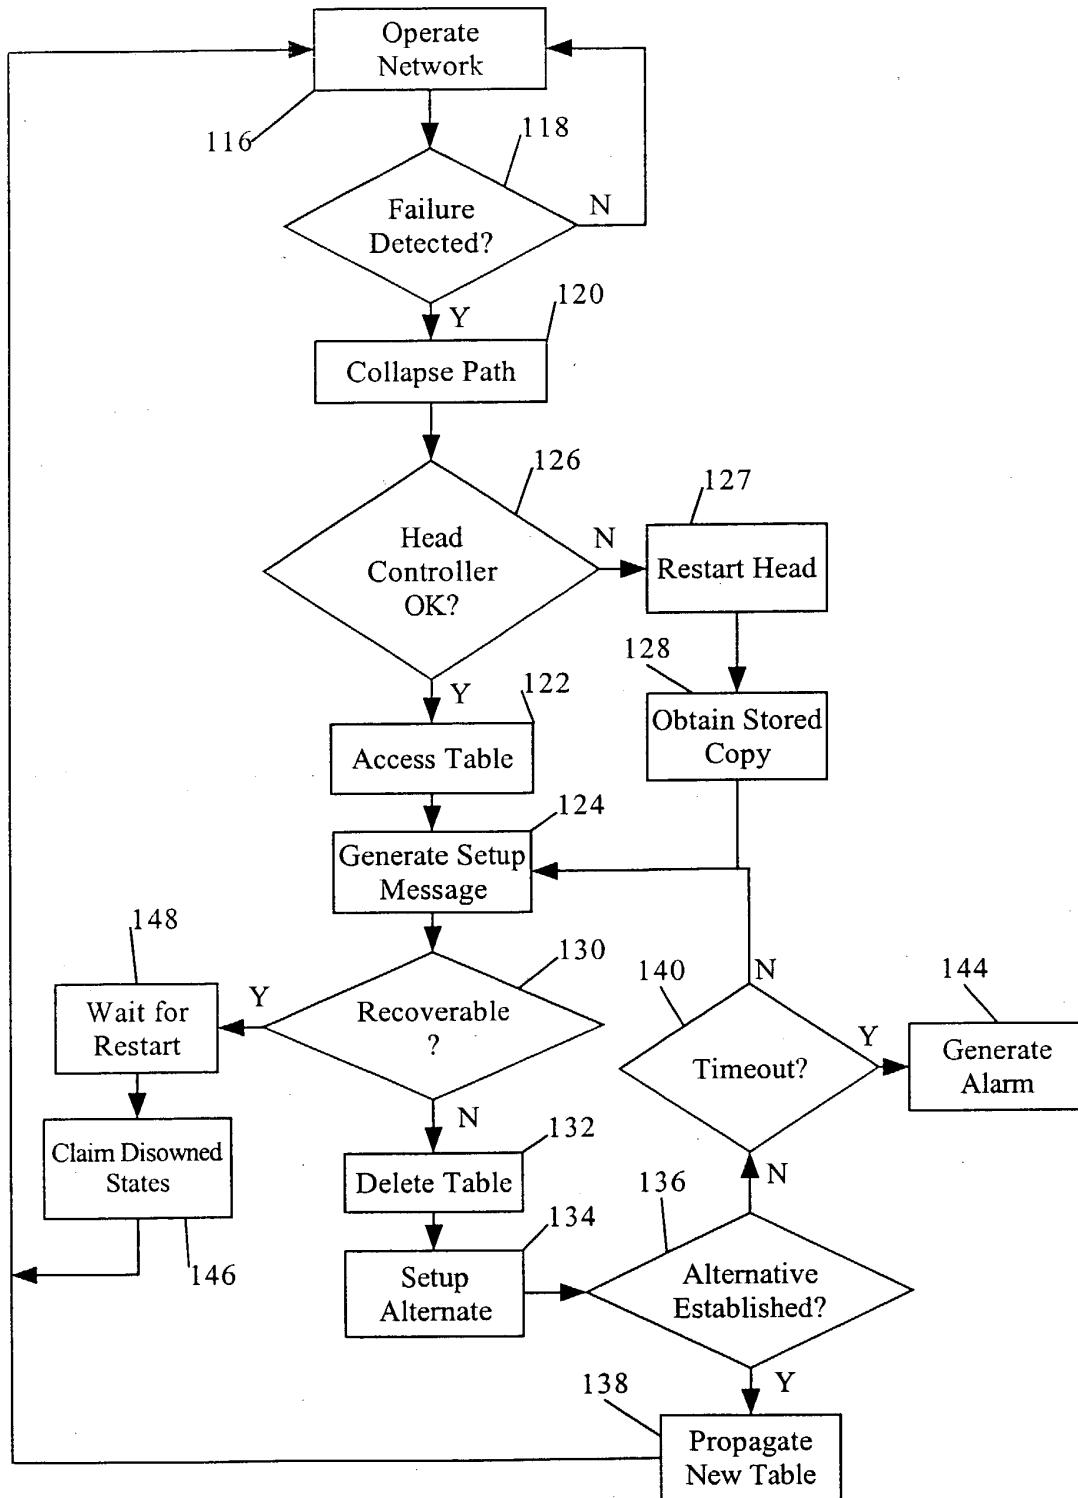 Operate
Network
116
118
Failure
Detected?
N
Y
120
Collapse Path
126
Head
Controller
OK?
N
127
Restart Head
Y
122
128
Obtain Stored
Copy
Access Table
124
Generate Setup
Message
148
130
140
N
144
Y
Wait for
Restart
Recoverable
?
Timeout?
Y
Generate
Alarm
N
132
Claim Disowned
States
Delete Table
136
N
134
146
Setup
Alternate
Alternative
Established?
138
Y
Propagate
New Table